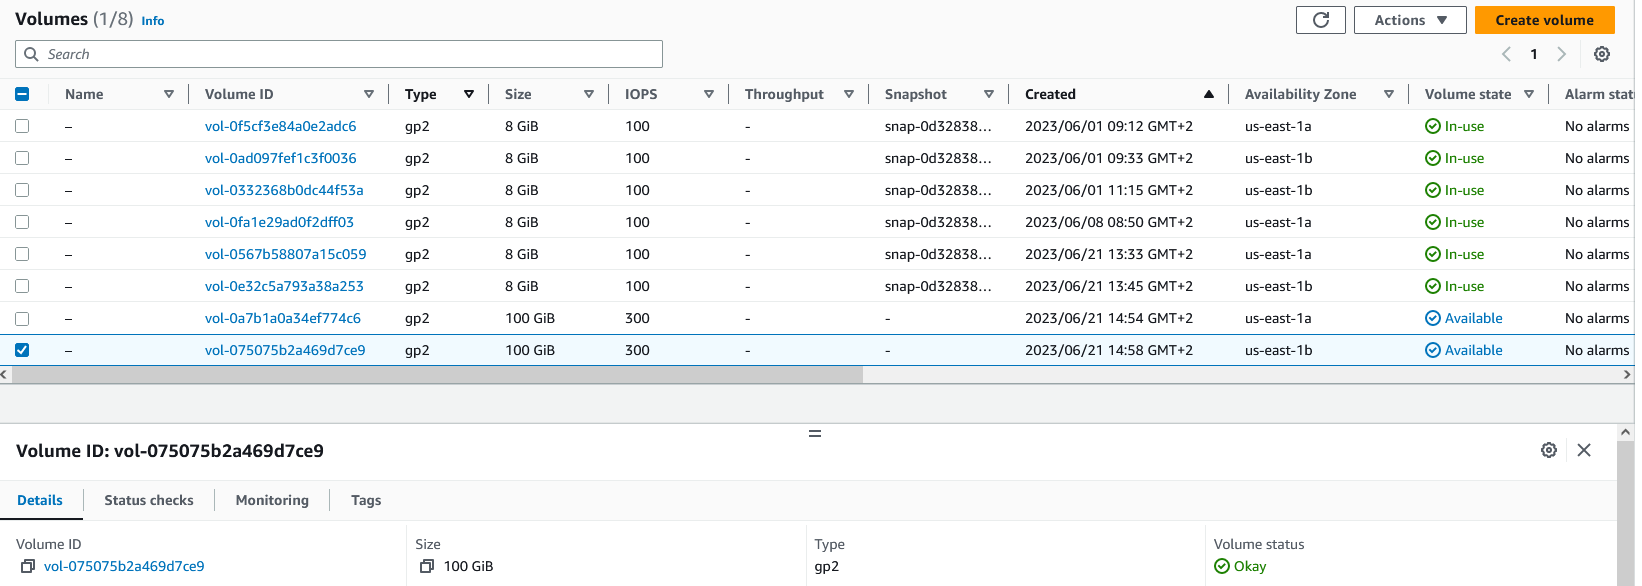 Volumes (1/8) Info Actions Create volume
Search 1
Name Volume ID Type Size IOPS Throughput Snapshot Created Availability Zone Volume state Alarm stat
– vol-0f5cf3e84a0e2adc6 gp2 8 GiB 100 - snap-0d32838... 2023/06/01 09:12 GMT+2 us-east-1a In-use No alarms
– vol-0ad097fef1c3f0036 gp2 8 GiB 100 - snap-0d32838... 2023/06/01 09:33 GMT+2 us-east-1b In-use No alarms
– vol-0332368b0dc44f53a gp2 8 GiB 100 - snap-0d32838... 2023/06/01 11:15 GMT+2 us-east-1b In-use No alarms
– vol-0fa1e29ad0f2dff03 gp2 8 GiB 100 - snap-0d32838... 2023/06/08 08:50 GMT+2 us-east-1a In-use No alarms
– vol-0567b58807a15c059 gp2 8 GiB 100 - snap-0d32838... 2023/06/21 13:33 GMT+2 us-east-1a In-use No alarms
– vol-0e32c5a793a38a253 gp2 8 GiB 100 - snap-0d32838... 2023/06/21 13:45 GMT+2 us-east-1b In-use No alarms
– vol-0a7b1a0a34ef774c6 gp2 100 GiB 300 - - 2023/06/21 14:54 GMT+2 us-east-1a Available No alarms
– vol-075075b2a469d7ce9 gp2 100 GiB 300 - - 2023/06/21 14:58 GMT+2 us-east-1b Available No alarms
Volume ID: vol-075075b2a469d7ce9
Details Status checks Monitoring Tags
Volume ID Size Type Volume status
vol-075075b2a469d7ce9 100 GiB gp2 Okay